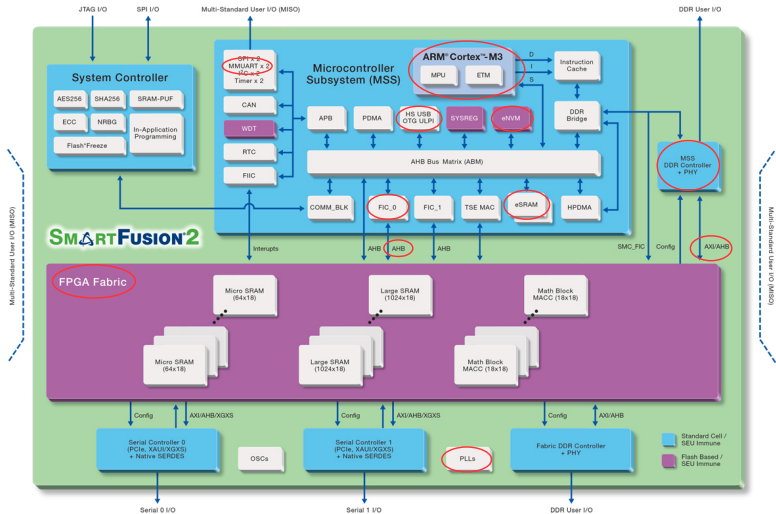 JTAG I/O
SPI I/O
Multi-Standard User I/O (MISO)
DDR User I/O
System Controller
AES256
SHA256
SRAM-PUF
ECC
NRBG
In-Application
Programming
Flash*Freeze
SPI x 2
MMUART x 2
I²C x 2
Timer x 2
CAN
WDT
RTC
FIIC
Microcontroller
Subsystem (MSS)
ARM® Cortex™-M3
MPU
ETM
D
I
S
Instruction
Cache
DDR
Bridge
APB
PDMA
HS USB
OTG ULPI
SYSREG
eNVM
AHB Bus Matrix (ABM)
COMM_BLK
FIC_0
FIC_1
TSE MAC
eSRAM
HPDMA
MSS
DDR Controller
+ PHY
Multi-Standard User I/O (MISO)
Multi-Standard User I/O (MISO)
SMARTFUSION®2
Interupts
AHB
AHB
AHB
SMC_FIC
Config
AXI/AHB
FPGA Fabric
Micro SRAM
(64x18)
Large SRAM
(1024x18)
Math Block
MACC (18x18)
Micro SRAM
(64x18)
Large SRAM
(1024x18)
Math Block
MACC (18x18)
Config
AXI/AHB/XGXS
Config
AXI/AHB/XGXS
Config
AXI/AHB
Serial Controller 0
(PCIe, XAUI/XGXS)
+ Native SERDES
OSCs
Serial Controller 1
(PCIe, XAUI/XGXS)
+ Native SERDES
PLLs
Fabric DDR Controller
+ PHY
Standard Cell /
SEU Immune
Flash Based /
SEU Immune
Serial 0 I/O
Serial 1 I/O
DDR User I/O